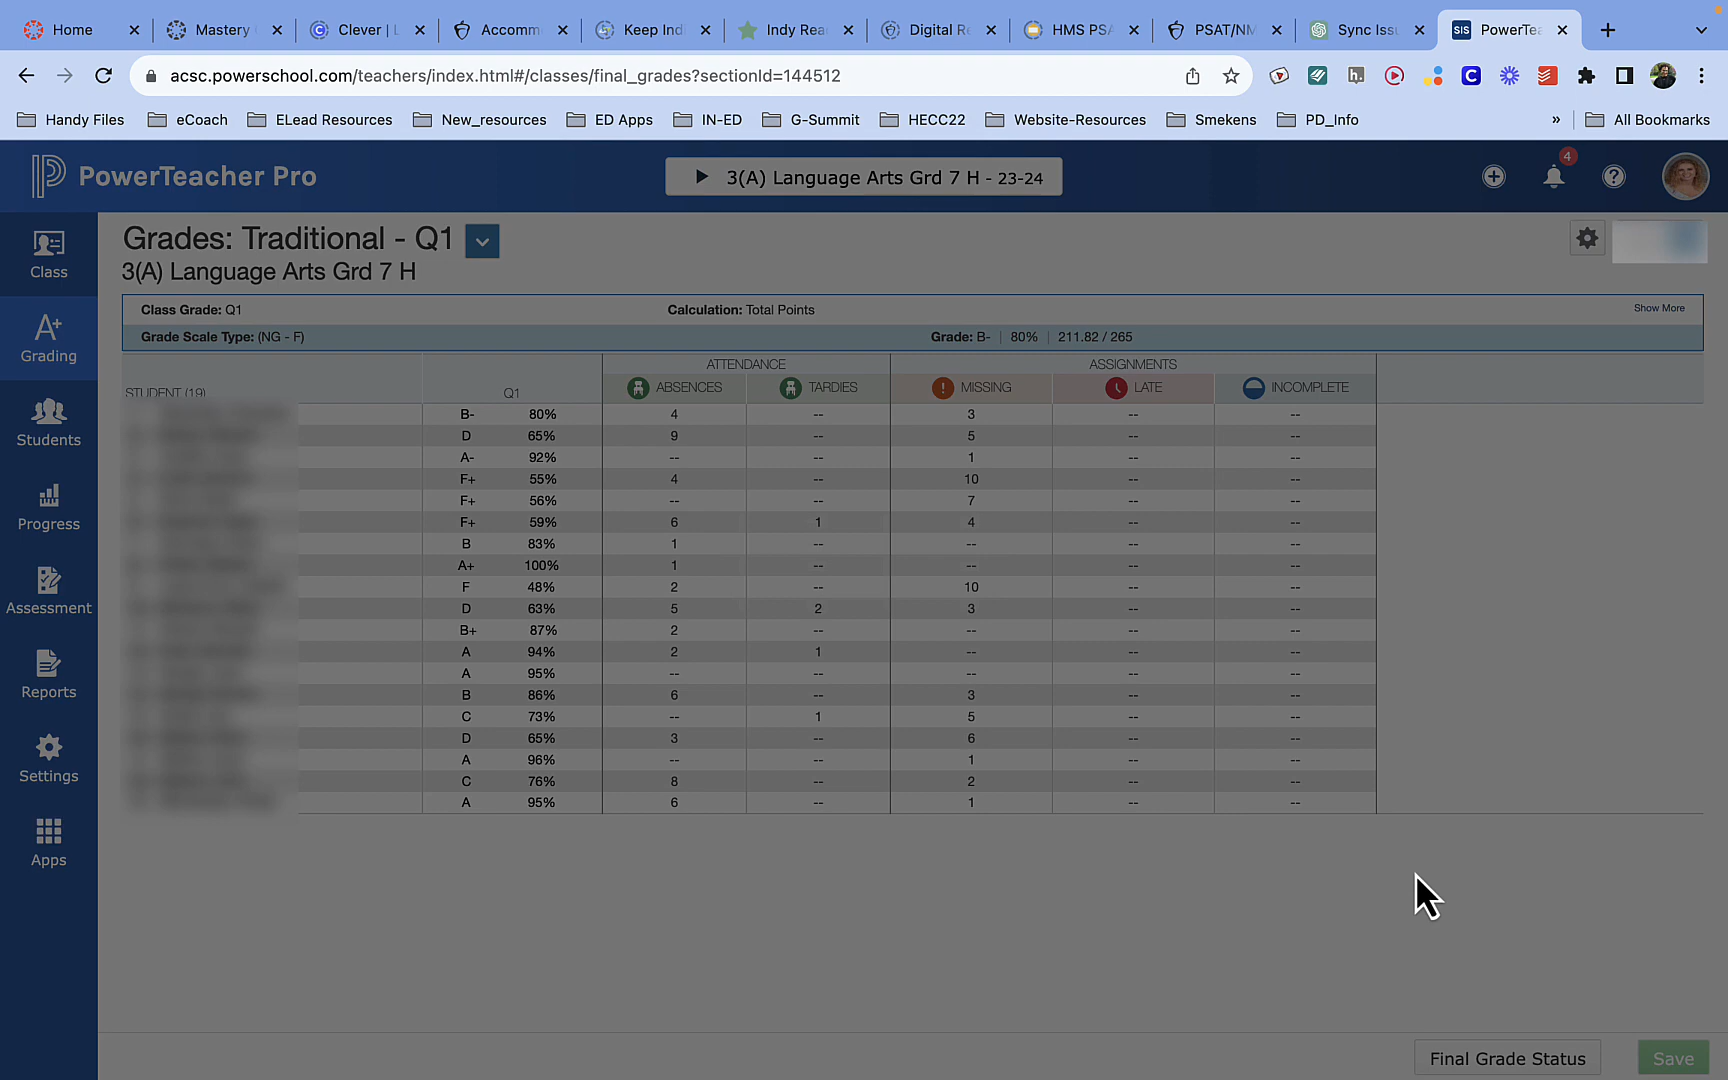 Home
Mastery
Clever | L
Accomm
Keep Ind
Indy Rea
Digital Re
HMS PSA
PSAT/NM
Sync Issu
SIS PowerTea
acsc.powerschool.com/teachers/index.html#/classes/final_grades?sectionId=144512
Handy Files eCoach ELead Resources New_resources ED Apps IN-ED G-Summit HECC22 Website-Resources Smekens PD_Info » All Bookmarks
PowerTeacher Pro
3(A) Language Arts Grd 7 H - 23-24
4
Class
Grading
Students
Progress
Assessment
Reports
Settings
Apps
Grades: Traditional - Q1
3(A) Language Arts Grd 7 H
Class Grade: Q1 Calculation: Total Points Show More
Grade Scale Type: (NG - F) Grade: B- | 80% | 211.82 / 265
ATTENDANCE ASSIGNMENTS
STUDENT (19) Q1 ABSENCES TARDIES MISSING LATE INCOMPLETE
B- 80% 4 -- 3 -- --
D 65% 9 -- 5 -- --
A- 92% -- -- 1 -- --
F+ 55% 4 -- 10 -- --
F+ 56% -- -- 7 -- --
F+ 59% 6 1 4 -- --
B 83% 1 -- -- -- --
A+ 100% 1 -- -- -- --
F 48% 2 -- 10 -- --
D 63% 5 2 3 -- --
B+ 87% 2 -- -- -- --
A 94% 2 1 -- -- --
A 95% -- -- -- -- --
B 86% 6 -- 3 -- --
C 73% -- 1 5 -- --
D 65% 3 -- 6 -- --
A 96% -- -- 1 -- --
C 76% 8 -- 2 -- --
A 95% 6 -- 1 -- --
Final Grade Status
Save